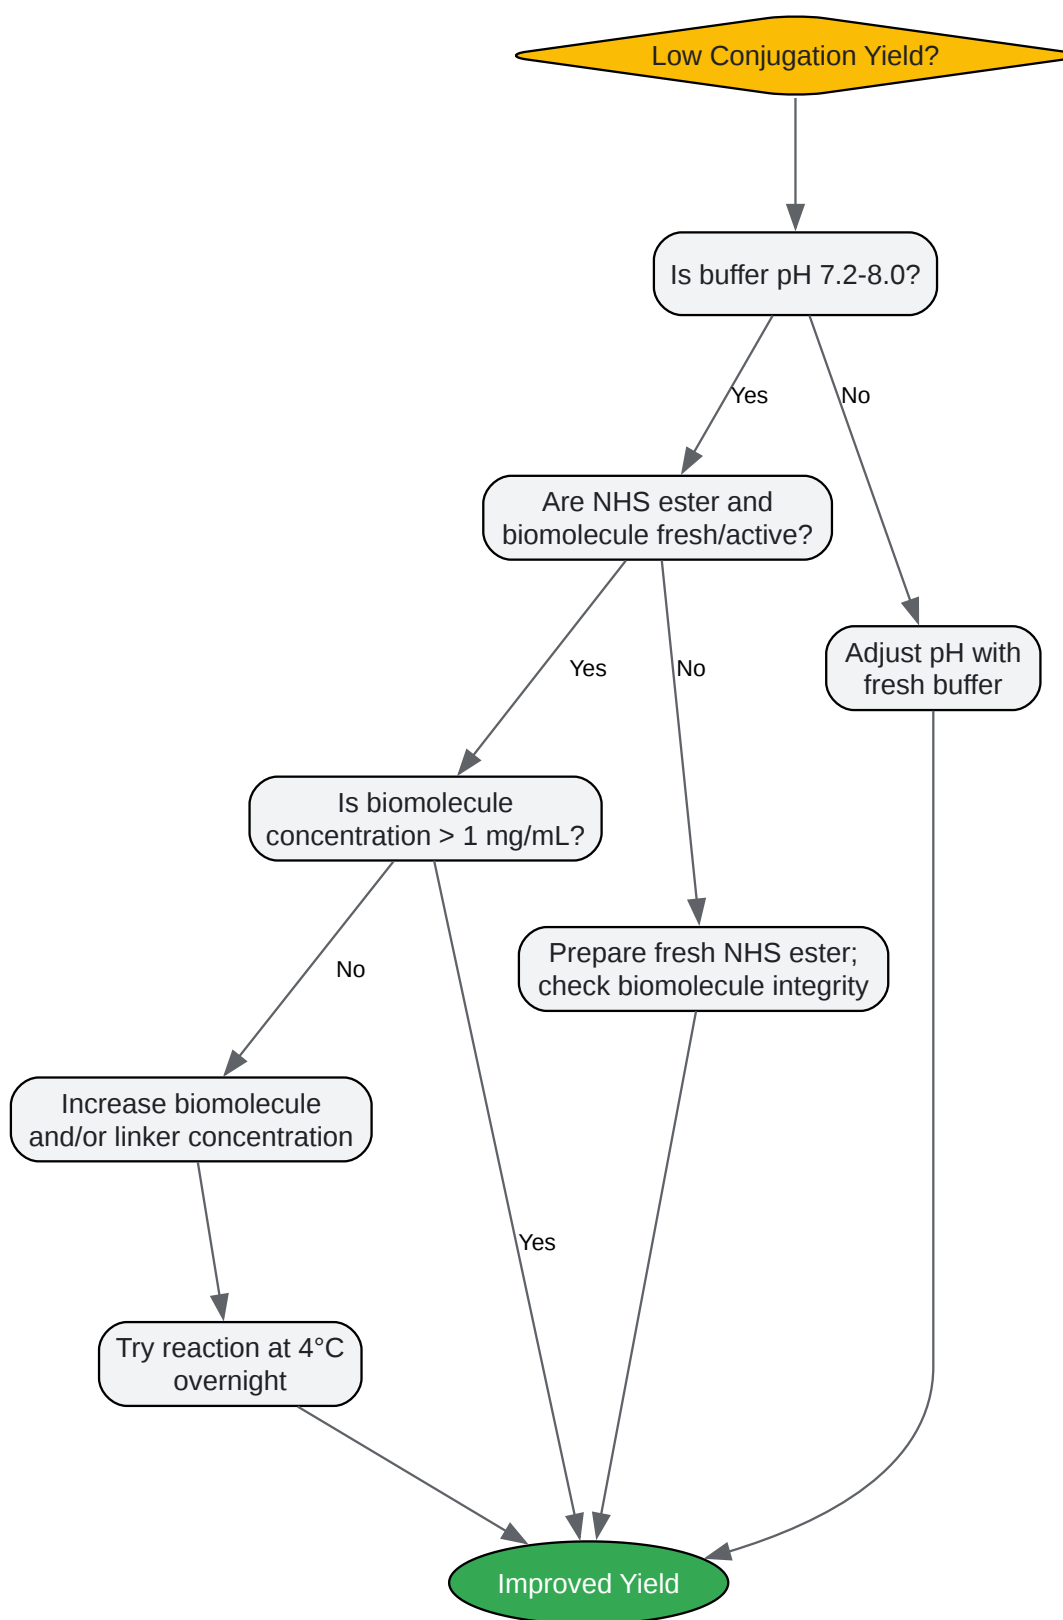 Low Conjugation Yield?
Is buffer pH 7.2-8.0?
Yes
No
Are NHS ester and
biomolecule fresh/active?
Adjust pH with
fresh buffer
Yes
No
Is biomolecule
concentration > 1 mg/mL?
Prepare fresh NHS ester;
check biomolecule integrity
No
Increase biomolecule
and/or linker concentration
Yes
Try reaction at 4°C
overnight
Improved Yield